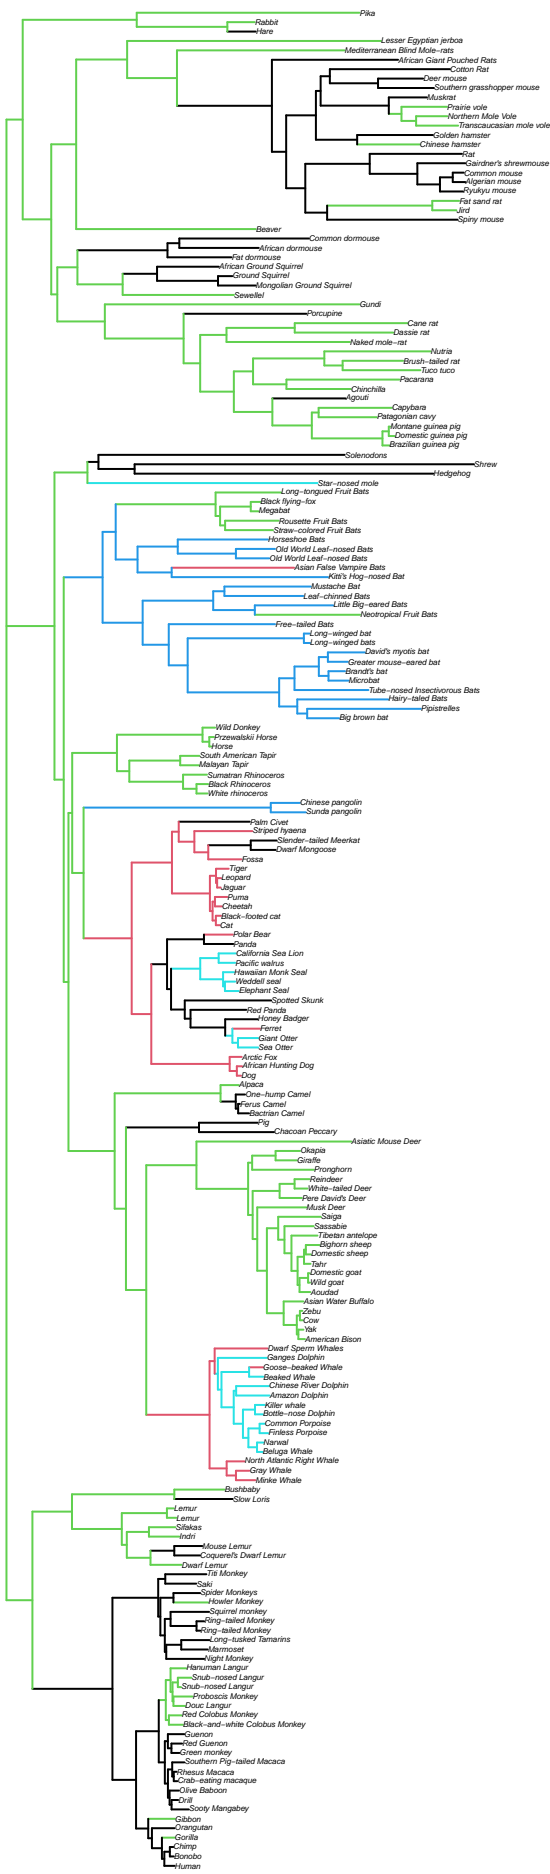 Pika
Rabbit
Hare
Lesser Egyptian jerboa
Mediterranean Blind Mole−rats
African Giant Pouched Rats
Cotton Rat
Deer mouse
Southern grasshopper mouse
Muskrat
Prairie vole
Northern Mole Vole
Transcaucasian mole vole
Golden hamster
Chinese hamster
Rat
Gairdner's shrewmouse
Common mouse
Algerian mouse
Ryukyu mouse
Fat sand rat
Jird
Spiny mouse
Beaver
Common dormouse
African dormouse
Fat dormouse
African Ground Squirrel
Ground Squirrel
Mongolian Ground Squirrel
Sewellel
Gundi
Porcupine
Cane rat
Dassie rat
Naked mole−rat
Nutria
Brush−tailed rat
Tuco tuco
Pacarana
Chinchilla
Agouti
Capybara
Patagonian cavy
Montane guinea pig
Domestic guinea pig
Brazilian guinea pig
Solenodons
Shrew
Hedgehog
Star−nosed mole
Long−tongued Fruit Bats
Black flying−fox
Megabat
Rousette Fruit Bats
Straw−colored Fruit Bats
Horseshoe Bats
Old World Leaf−nosed Bats
Old World Leaf−nosed Bats
Asian False Vampire Bats
Kitti's Hog−nosed Bat
Mustache Bat
Leaf−chinned Bats
Little Big−eared Bats
Neotropical Fruit Bats
Free−tailed Bats
Long−winged bat
Long−winged bats
David's myotis bat
Greater mouse−eared bat
Brandt's bat
Microbat
Tube−nosed Insectivorous Bats
Hairy−taled Bats
Pipistrelles
Big brown bat
Wild Donkey
Przewalskii Horse
Horse
South American Tapir
Malayan Tapir
Sumatran Rhinoceros
Black Rhinoceros
White rhinoceros
Chinese pangolin
Sunda pangolin
Palm Civet
Striped hyaena
Slender−tailed Meerkat
Dwarf Mongoose
Fossa
Tiger
Leopard
Jaguar
Puma
Cheetah
Black−footed cat
Cat
Polar Bear
Panda
California Sea Lion
Pacific walrus
Hawaiian Monk Seal
Weddell seal
Elephant Seal
Spotted Skunk
Red Panda
Honey Badger
Ferret
Giant Otter
Sea Otter
Arctic Fox
African Hunting Dog
Dog
Alpaca
One−hump Camel
Ferus Camel
Bactrian Camel
Pig
Chacoan Peccary
Asiatic Mouse Deer
Okapia
Giraffe
Pronghorn
Reindeer
White−tailed Deer
Pere David's Deer
Musk Deer
Saiga
Sassabie
Tibetan antelope
Bighorn sheep
Domestic sheep
Tahr
Domestic goat
Wild goat
Aoudad
Asian Water Buffalo
Zebu
Cow
Yak
American Bison
Dwarf Sperm Whales
Ganges Dolphin
Goose−beaked Whale
Beaked Whale
Chinese River Dolphin
Amazon Dolphin
Killer whale
Bottle−nose Dolphin
Common Porpoise
Finless Porpoise
Narwal
Beluga Whale
North Atlantic Right Whale
Gray Whale
Minke Whale
Bushbaby
Slow Loris
Lemur
Lemur
Sifakas
Indri
Mouse Lemur
Coquerel's Dwarf Lemur
Dwarf Lemur
Titi Monkey
Saki
Spider Monkeys
Howler Monkey
Squirrel monkey
Ring−tailed Monkey
Ring−tailed Monkey
Long−tusked Tamarins
Marmoset
Night Monkey
Hanuman Langur
Snub−nosed Langur
Snub−nosed Langur
Proboscis Monkey
Douc Langur
Red Colobus Monkey
Black−and−white Colobus Monkey
Guenon
Red Guenon
Green monkey
Southern Pig−tailed Macaca
Rhesus Macaca
Crab−eating macaque
Olive Baboon
Drill
Sooty Mangabey
Gibbon
Orangutan
Gorilla
Chimp
Bonobo
Human